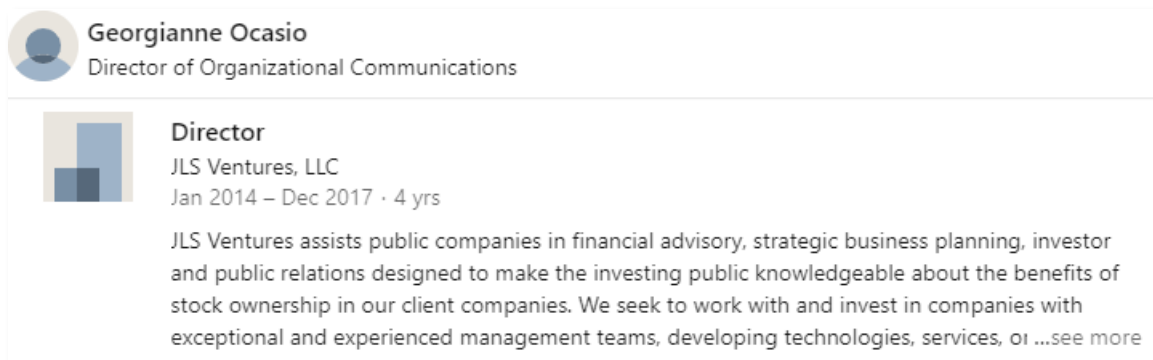 Georgianne Ocasio
Director of Organizational Communications
Director
JLS Ventures, LLC
Jan 2014 – Dec 2017 · 4 yrs
JLS Ventures assists public companies in financial advisory, strategic business planning, investor
and public relations designed to make the investing public knowledgeable about the benefits of
stock ownership in our client companies. We seek to work with and invest in companies with
exceptional and experienced management teams, developing technologies, services, or ...see more